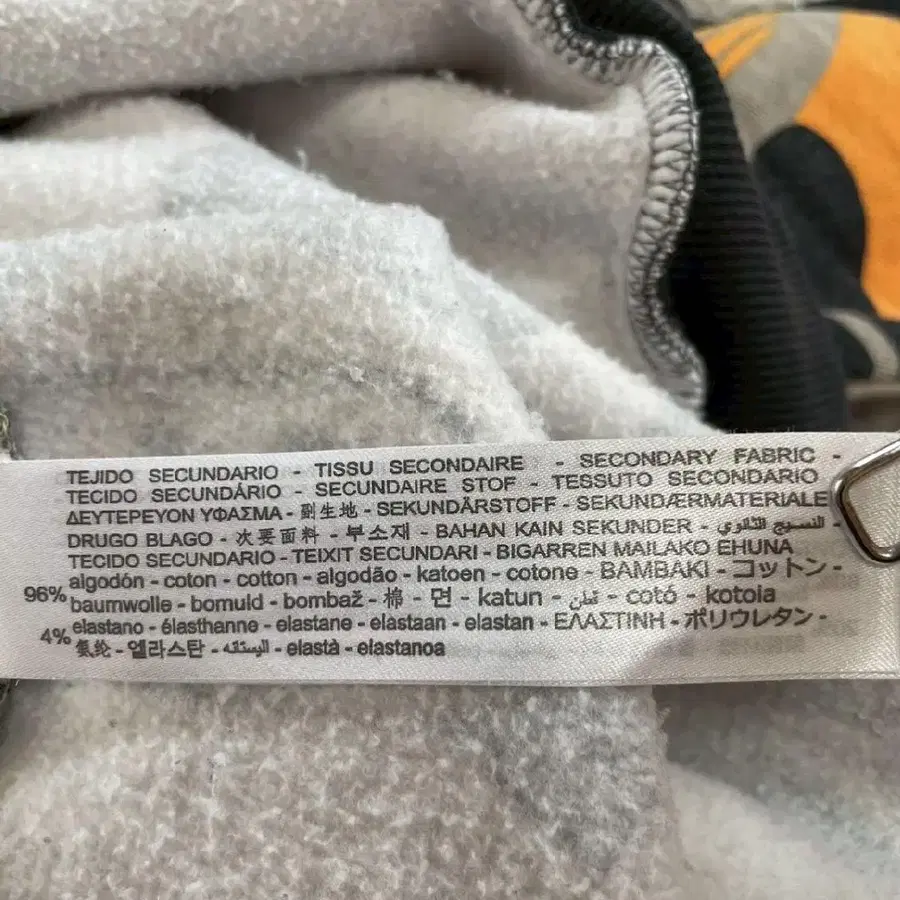 TEJIDO SECUNDARIO - TISSU SECONDAIRE - SECONDARY FABRIC -
TECIDO SECUNDÁRIO - SECUNDAIRE STOF - TESSUTO SECONDARIO
ΔΕΥΤΕΡΕΥΟΝ ΥΦΑΣΜΑ - 副生地 - SEKUNDÄRSTOFF - SEKUNDÆRMATERIALE
DRUGO BLAGO - 次要面料 - 부소재 - BAHAN KAIN SEKUNDER - النسيج الثانوي -
TECIDO SECUNDARIO - TEIXIT SECUNDARI - BIGARREN MAILAKO EHUNA
96% algodón - coton - cotton - algodão - katoen - cotone - BAMBAKI - コットン -
baumwolle - bomuld - bombaž - 棉 - 면 - katun - قطن - cotó - kotoia
4% elastano - élasthanne - elastane - elastaan - elastan - ΕΛΑΣΤΙΝΗ - ポリウレタン -
氨纶 - 엘라스탄 - اليستقه - elastà - elastanoa